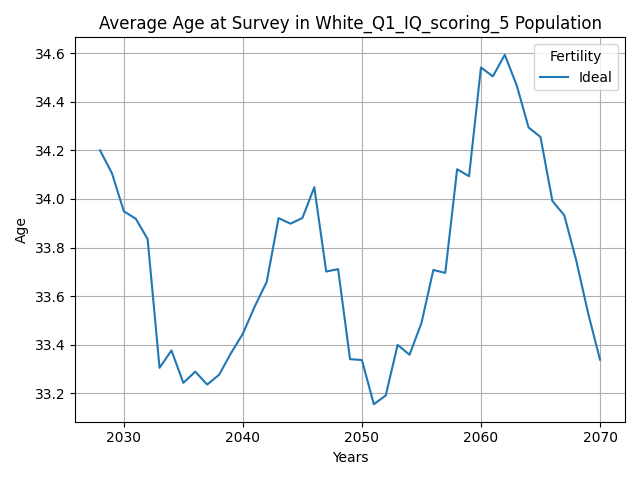 Average Age at Survey in White_Q1_IQ_scoring_5 Population
Fertility
Ideal
34.6
34.4
34.2
34.0
33.8
33.6
33.4
33.2
Age
2030 2040 2050 2060 2070
Years